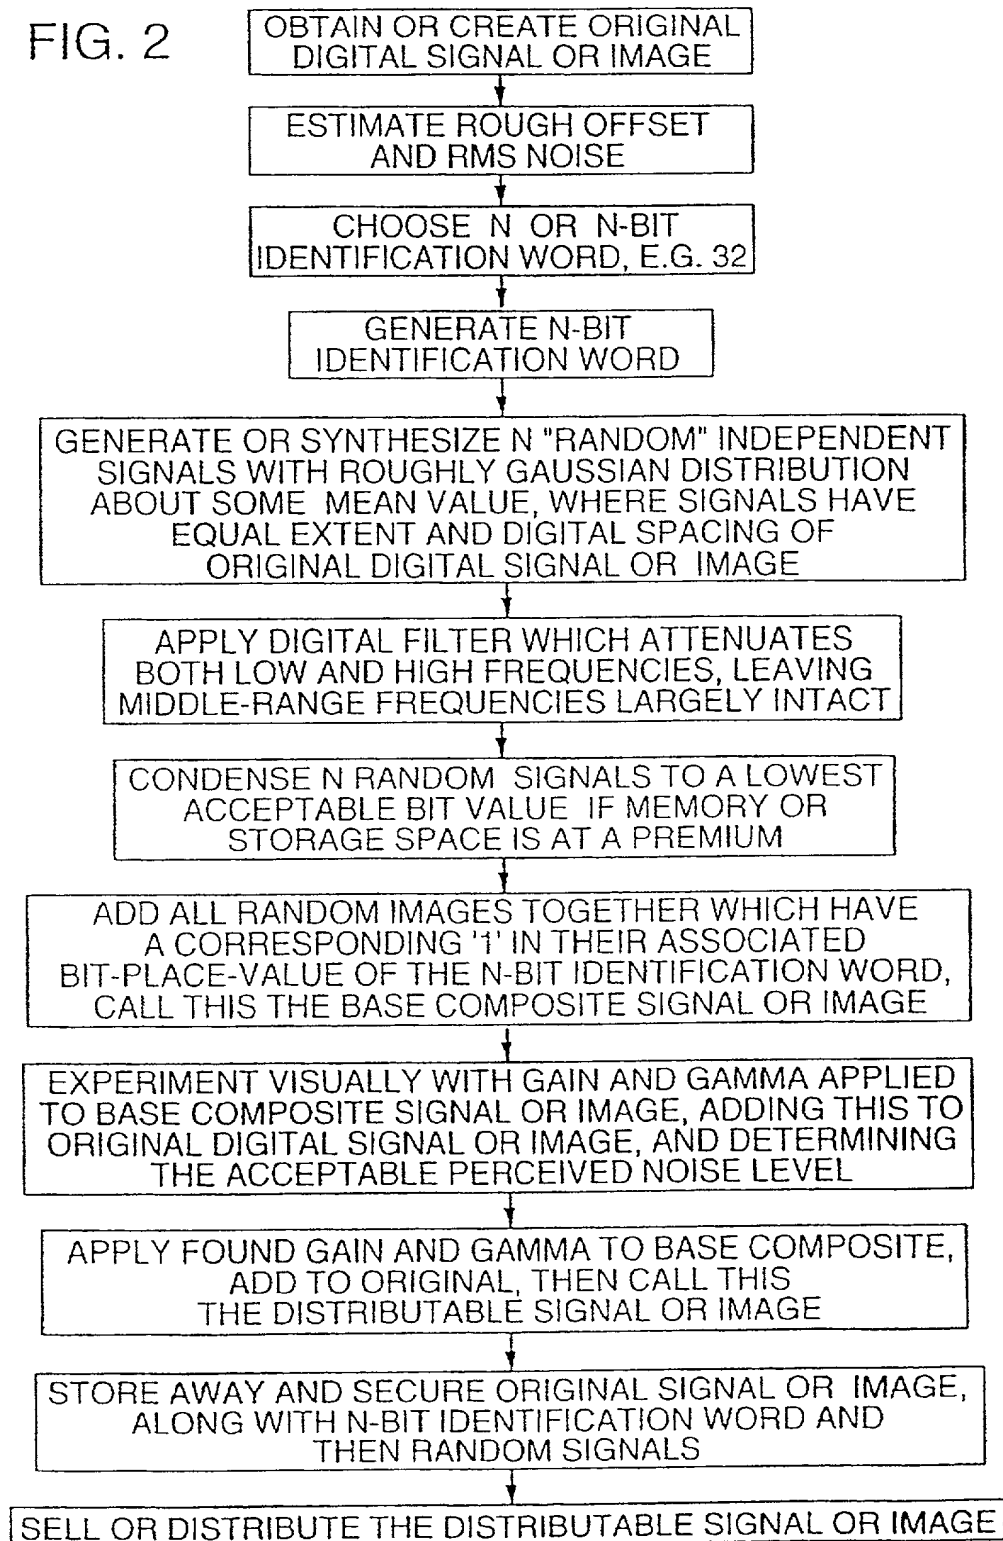 FIG. 2
OBTAIN OR CREATE ORIGINAL
DIGITAL SIGNAL OR IMAGE
ESTIMATE ROUGH OFFSET
AND RMS NOISE
CHOOSE N OR N-BIT
IDENTIFICATION WORD, E.G. 32
GENERATE N-BIT
IDENTIFICATION WORD
GENERATE OR SYNTHESIZE N "RANDOM" INDEPENDENT
SIGNALS WITH ROUGHLY GAUSSIAN DISTRIBUTION
ABOUT SOME MEAN VALUE, WHERE SIGNALS HAVE
EQUAL EXTENT AND DIGITAL SPACING OF
ORIGINAL DIGITAL SIGNAL OR IMAGE
APPLY DIGITAL FILTER WHICH ATTENUATES
BOTH LOW AND HIGH FREQUENCIES, LEAVING
MIDDLE-RANGE FREQUENCIES LARGELY INTACT
CONDENSE N RANDOM SIGNALS TO A LOWEST
ACCEPTABLE BIT VALUE IF MEMORY OR
STORAGE SPACE IS AT A PREMIUM
ADD ALL RANDOM IMAGES TOGETHER WHICH HAVE
A CORRESPONDING '1' IN THEIR ASSOCIATED
BIT-PLACE-VALUE OF THE N-BIT IDENTIFICATION WORD,
CALL THIS THE BASE COMPOSITE SIGNAL OR IMAGE
EXPERIMENT VISUALLY WITH GAIN AND GAMMA APPLIED
TO BASE COMPOSITE SIGNAL OR IMAGE, ADDING THIS TO
ORIGINAL DIGITAL SIGNAL OR IMAGE, AND DETERMINING
THE ACCEPTABLE PERCEIVED NOISE LEVEL
APPLY FOUND GAIN AND GAMMA TO BASE COMPOSITE,
ADD TO ORIGINAL, THEN CALL THIS
THE DISTRIBUTABLE SIGNAL OR IMAGE
STORE AWAY AND SECURE ORIGINAL SIGNAL OR IMAGE,
ALONG WITH N-BIT IDENTIFICATION WORD AND
THEN RANDOM SIGNALS
SELL OR DISTRIBUTE THE DISTRIBUTABLE SIGNAL OR IMAGE